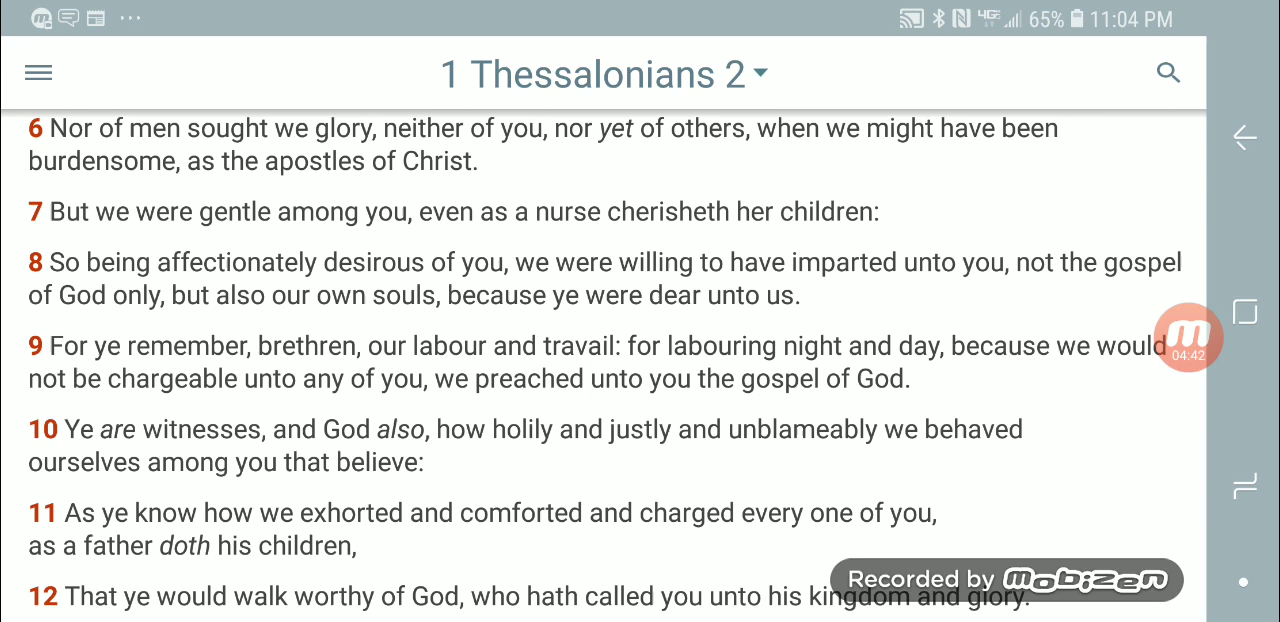 65% 11:04 PM
1 Thessalonians 2
6 Nor of men sought we glory, neither of you, nor yet of others, when we might have been
burdensome, as the apostles of Christ.
7 But we were gentle among you, even as a nurse cherisheth her children:
8 So being affectionately desirous of you, we were willing to have imparted unto you, not the gospel
of God only, but also our own souls, because ye were dear unto us.
9 For ye remember, brethren, our labour and travail: for labouring night and day, because we would
not be chargeable unto any of you, we preached unto you the gospel of God.
04:42
10 Ye are witnesses, and God also, how holily and justly and unblameably we behaved
ourselves among you that believe:
11 As ye know how we exhorted and comforted and charged every one of you,
as a father doth his children,
Recorded by mobizen
12 That ye would walk worthy of God, who hath called you unto his kingdom and glory.